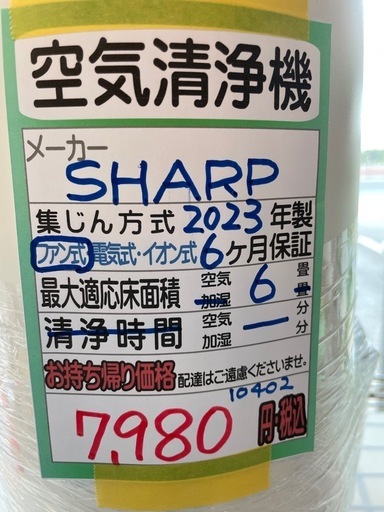 空気清浄機
メーカー
SHARP
集じん方式 2023年製
ファン式・電気式・イオン式 6ヶ月保証
最大適応床面積 空気 加湿 6 畳 畳
清浄時間 空気 加湿 ー 分 分
お持ち帰り価格 配達はご遠慮くださいませ。
10402
7,980 円・税込